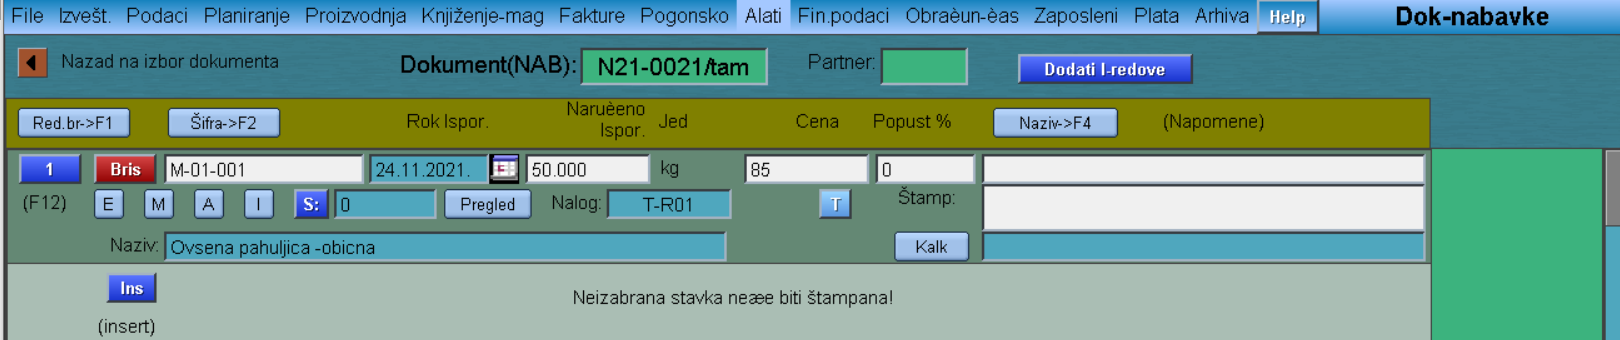 File Izvešt. Podaci Planiranje Proizvodnja Knjiženje-mag Fakture Pogonsko Alati Fin.podaci Obraèun-èas Zaposleni Plata Arhiva Help Dok-nabavke
Nazad na izbor dokumenta Dokument(NAB): N21-0021/tam Partner: Dodati I-redove
Red.br->F1 Šifra->F2 Rok Ispor. Naruèeno Ispor. Jed Cena Popust % Naziv->F4 (Napomene)
1 Bris M-01-001 24.11.2021. 50.000 kg 85 0
(F12) E M A I S: 0 Pregled Nalog: T-R01 T Štamp:
Naziv: Ovsena pahuljica -obicna Kalk
Ins Neizabrana stavka neæe biti štampana!
(insert)